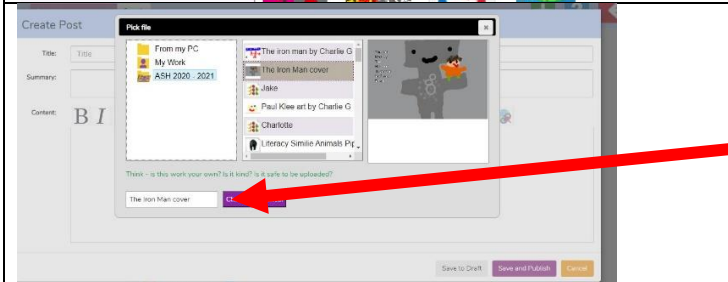 Create Post
Pick file
×
Title:
Title
Summary:
Content:
B I
From my PC
My Work
ASH 2020 - 2021
The iron man by Charlie G
The Iron Man cover
Jake
Paul Klee art by Charlie G
Charlotte
Literacy Similie Animals Pip
Think - is this work your own? Is it kind? Is it safe to be uploaded?
The Iron Man cover
Save to Draft
Save and Publish
Cancel